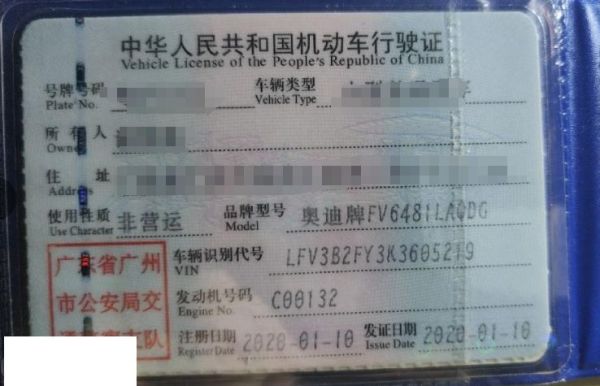 中华人民共和国机动车行驶证
Vehicle License of the People's Republic of China
号牌号码 车辆类型
Plate No. Vehicle Type
所有人
Owner
住址
Address
使用性质 非营运 品牌型号 奥迪牌FV6481LAQDG
Use Character Model
车辆识别代号 LFV3B2FY3K3605219
VIN
发动机号码 C00132
Engine No.
注册日期 2020-01-10 发证日期 2020-01-10
Register Date Issue Date
广东省广州
市公安局交